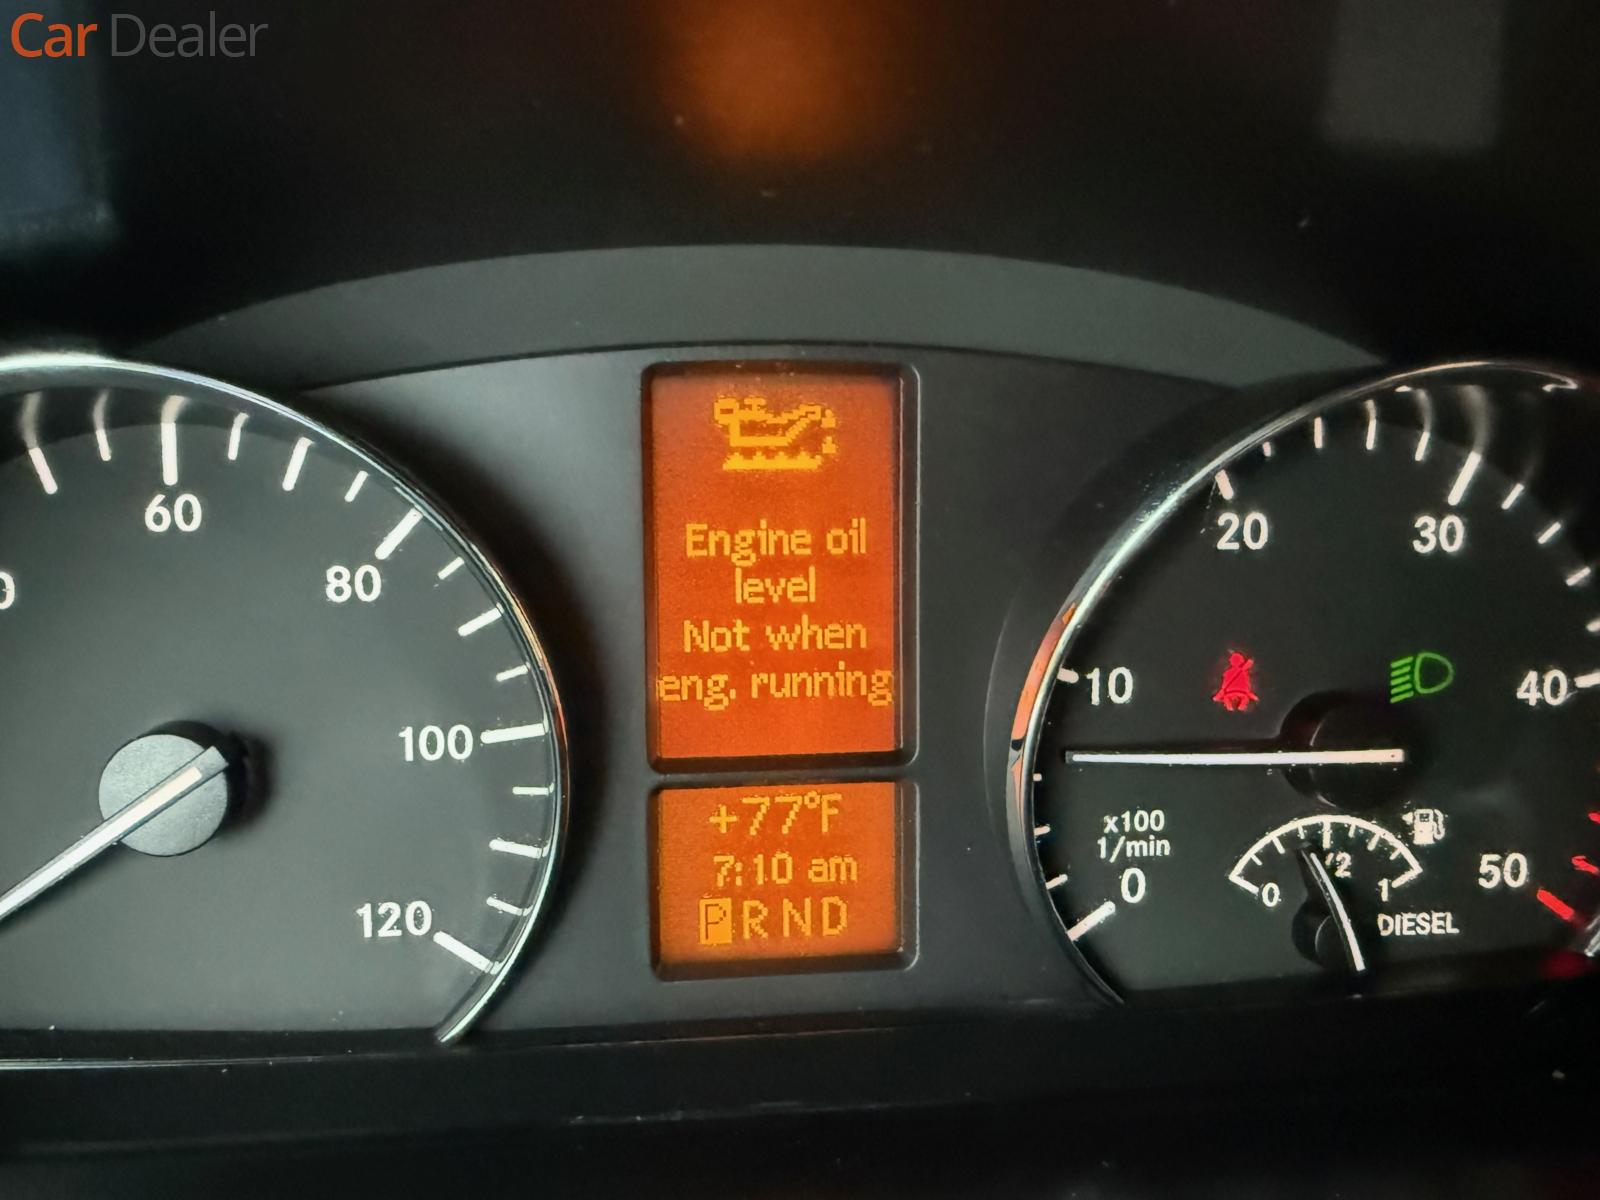 Car Dealer
60
80
100
120
Engine oil
level
Not when
eng. running
+77°F
7:10 am
PRND
10
20
30
40
50
x100
1/min
0
0
1/2
1
DIESEL